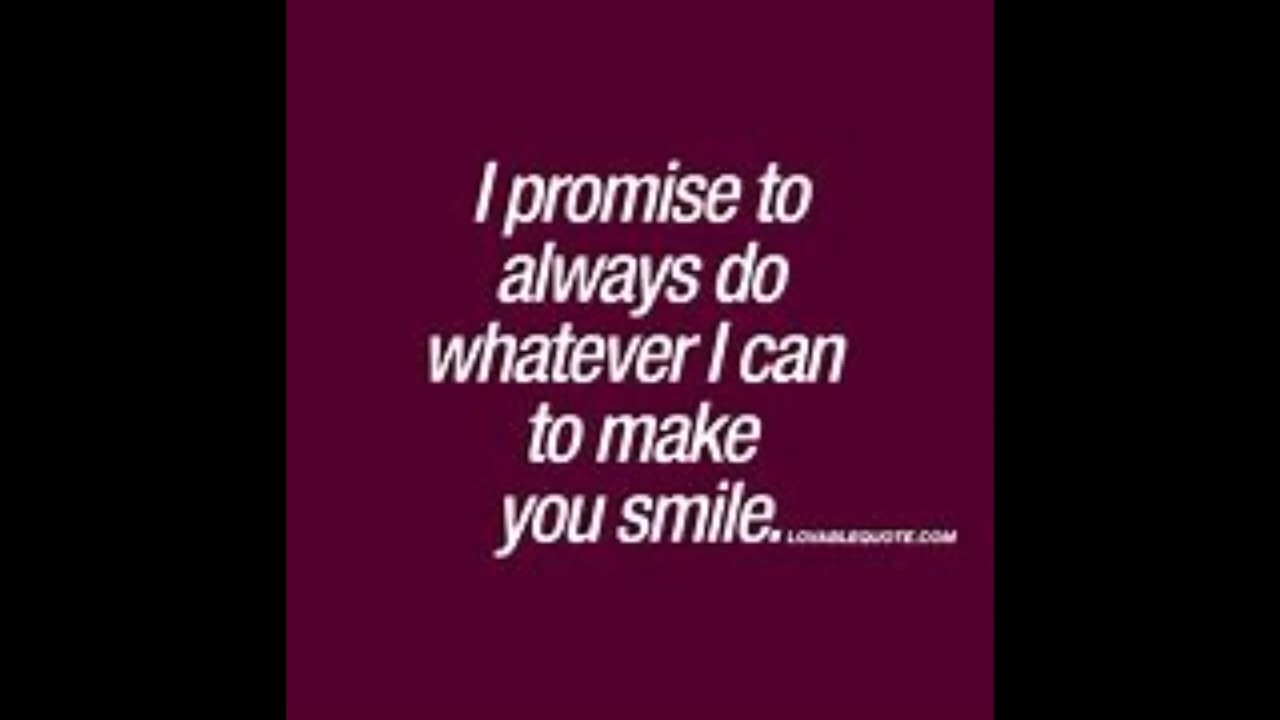 I promise to
always do
whatever I can
to make
you smile.
LOVABLEQUOTE.COM